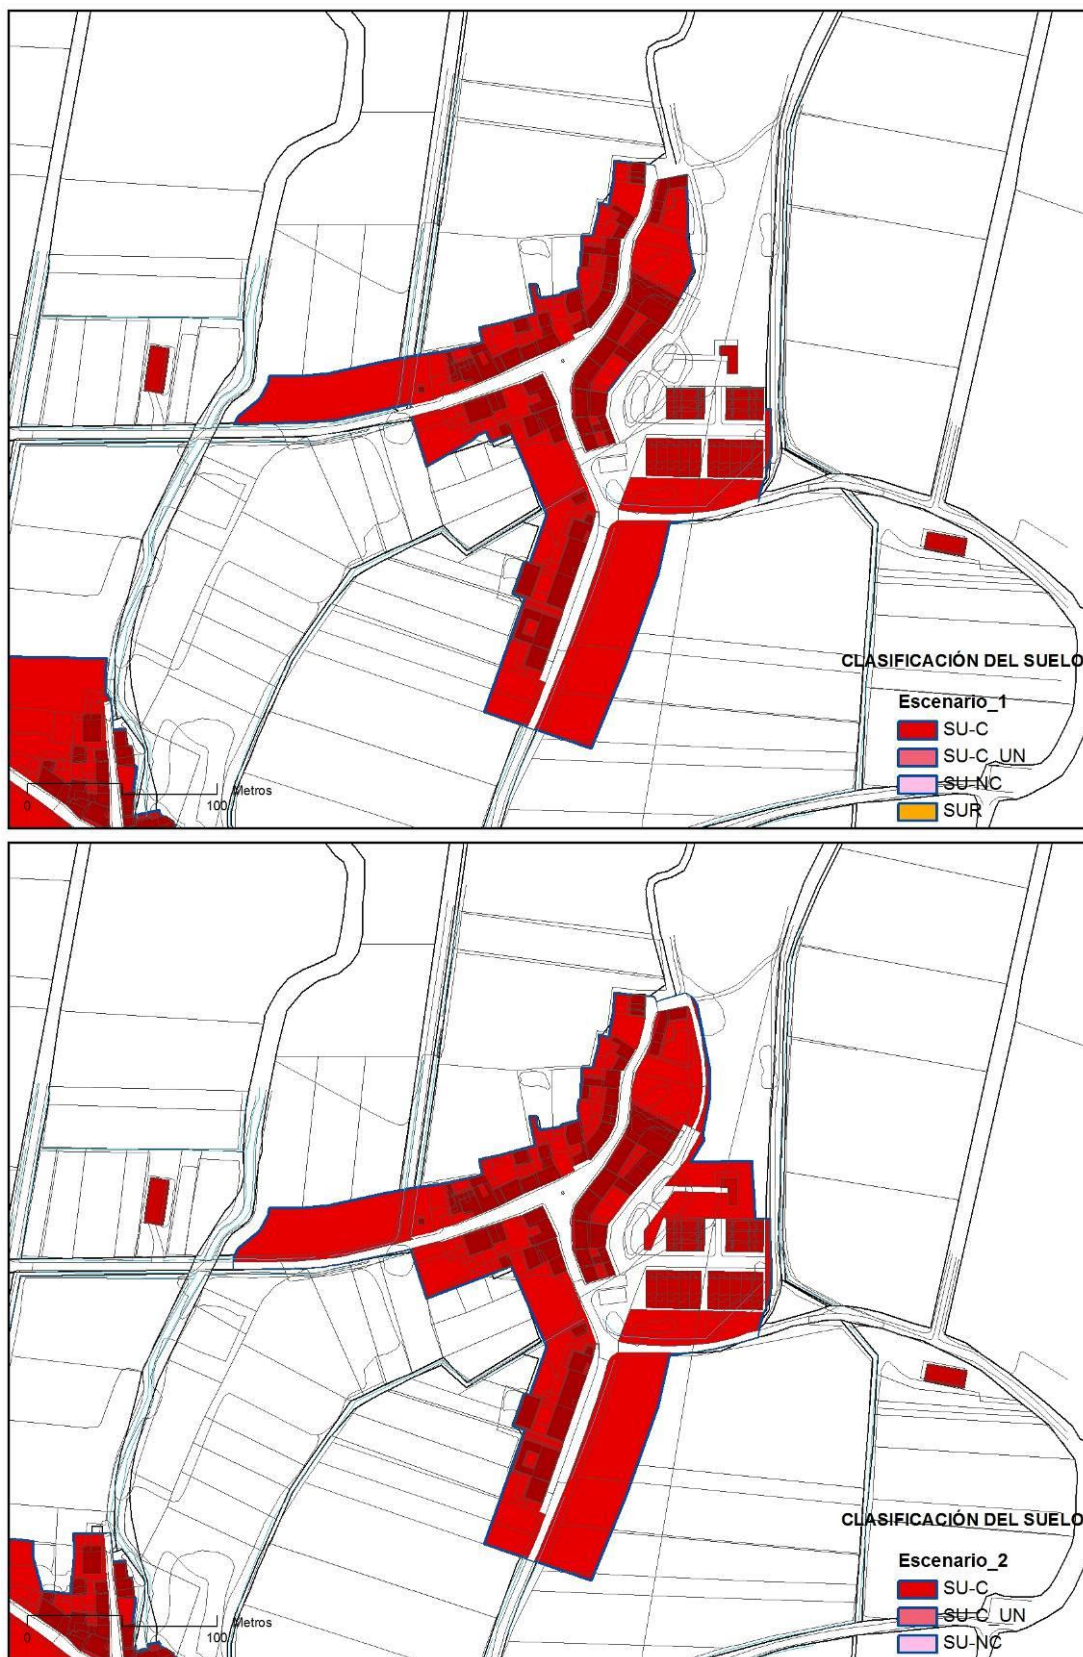 CLASIFICACIÓN DEL SUELO
Escenario_1
SU-C
SU-C_UN
SU-NC
SUR
0 100 Metros
CLASIFICACIÓN DEL SUELO
Escenario_2
SU-C
SU-C_UN
SU-NC
0 100 Metros